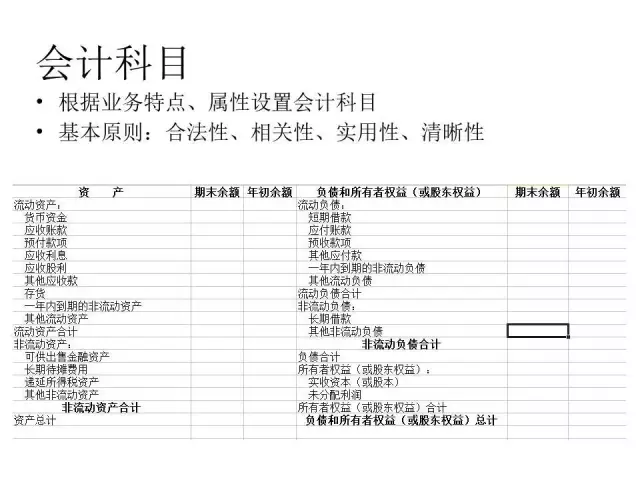 会计科目
• 根据业务特点、属性设置会计科目
• 基本原则：合法性、相关性、实用性、清晰性
资 产 期末余额 年初余额 负债和所有者权益（或股东权益） 期末余额 年初余额
流动资产： 流动负债：
货币资金 短期借款
应收账款 应付账款
预付款项 预收款项
应收利息 其他应付款
应收股利 一年内到期的非流动负债
其他应收款 其他流动负债
存货 流动负债合计
一年内到期的非流动资产 非流动负债：
其他流动资产 长期借款
流动资产合计 其他非流动负债
非流动资产： 非流动负债合计
可供出售金融资产 负债合计
长期待摊费用 所有者权益（或股东权益）：
递延所得税资产 实收资本（或股本）
其他非流动资产 未分配利润
非流动资产合计 所有者权益（或股东权益）合计
资产总计 负债和所有者权益（或股东权益）总计